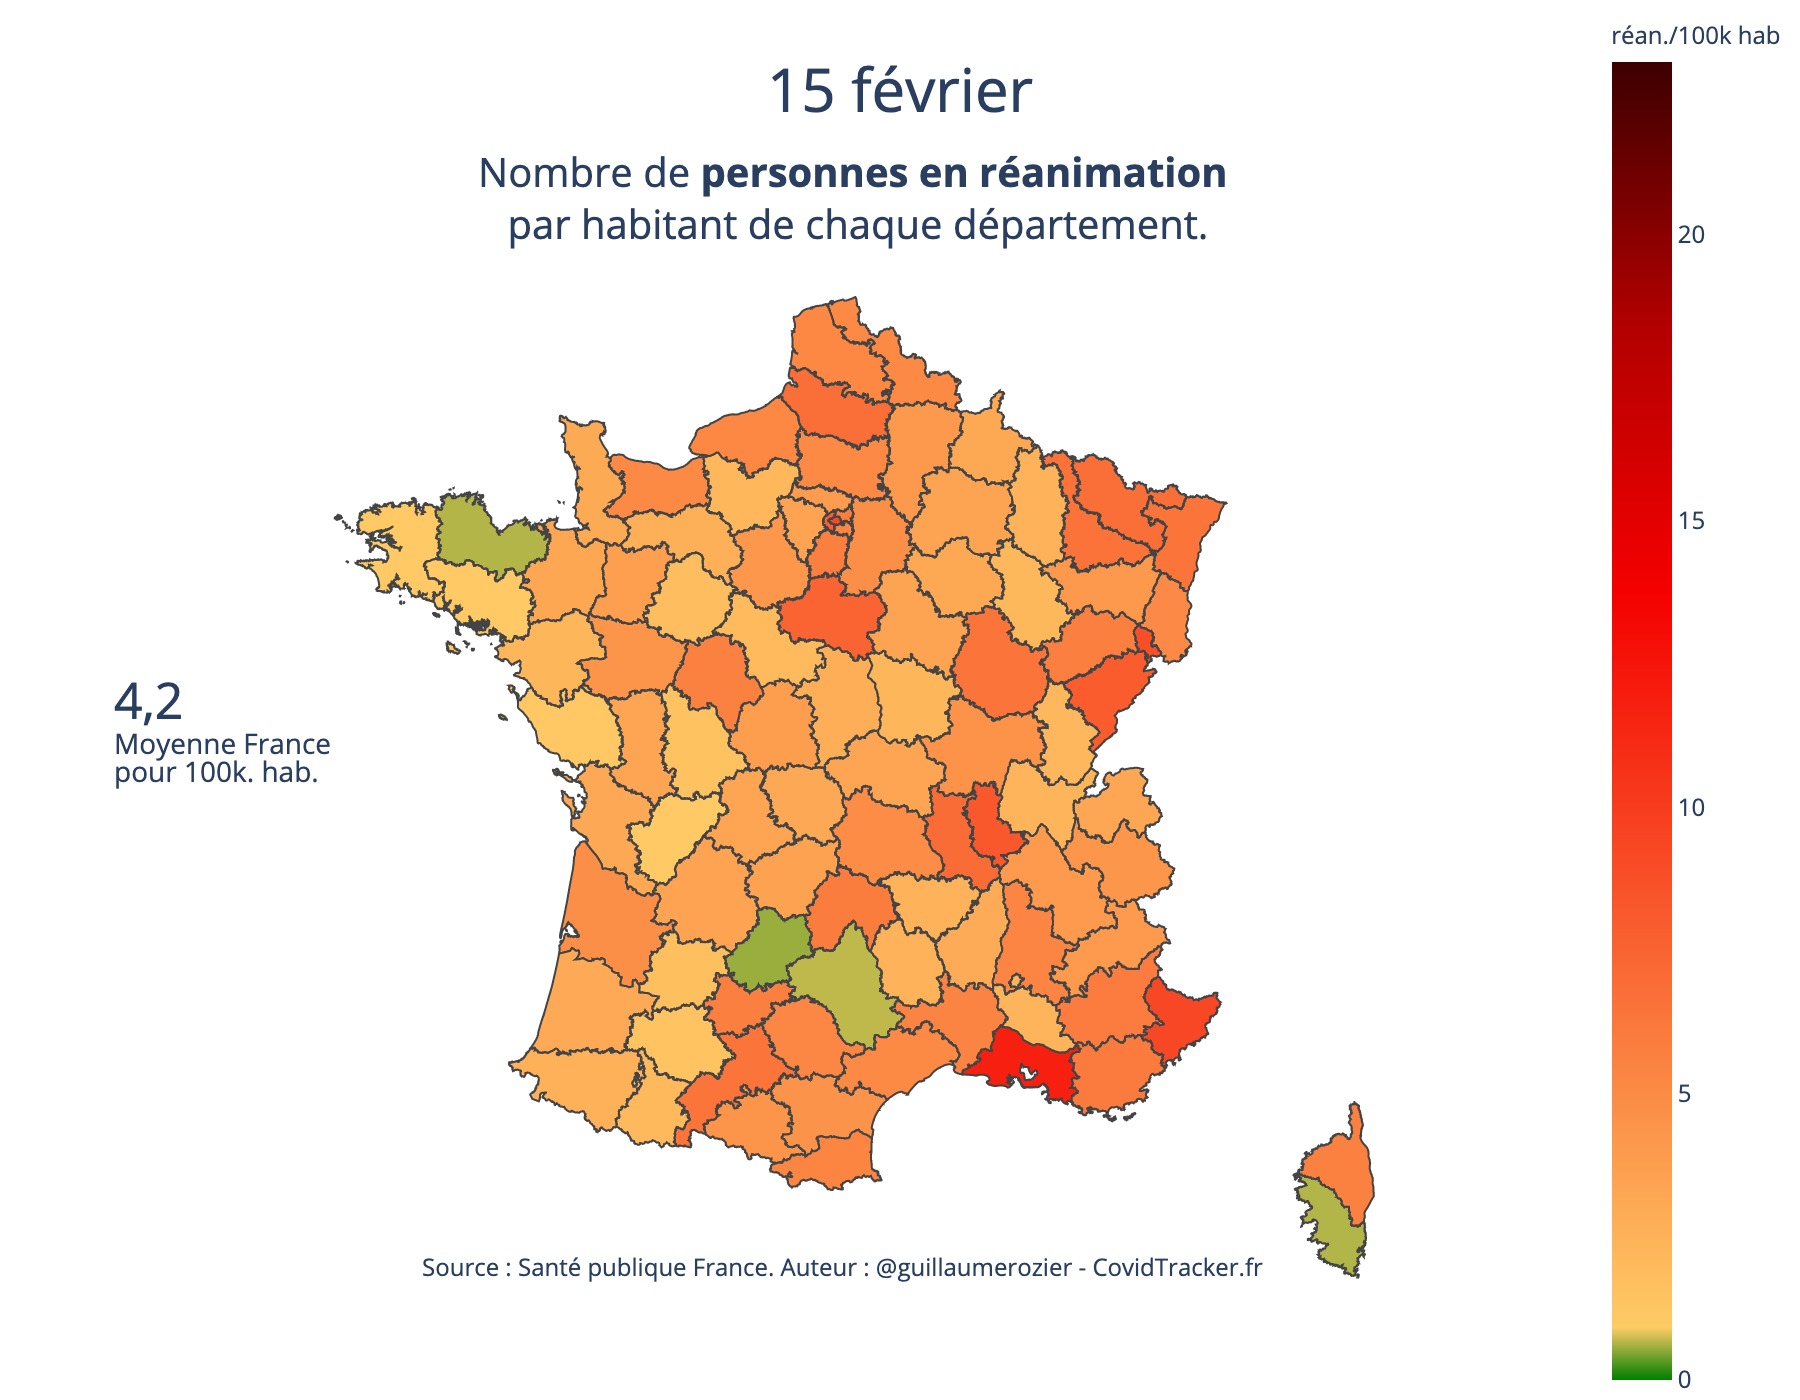 réan./100k hab
15 février
Nombre de personnes en réanimation
par habitant de chaque département.
20
15
4,2
Moyenne France
pour 100k. hab.
10
5
Source : Santé publique France. Auteur : @guillaumerozier - CovidTracker.fr
0